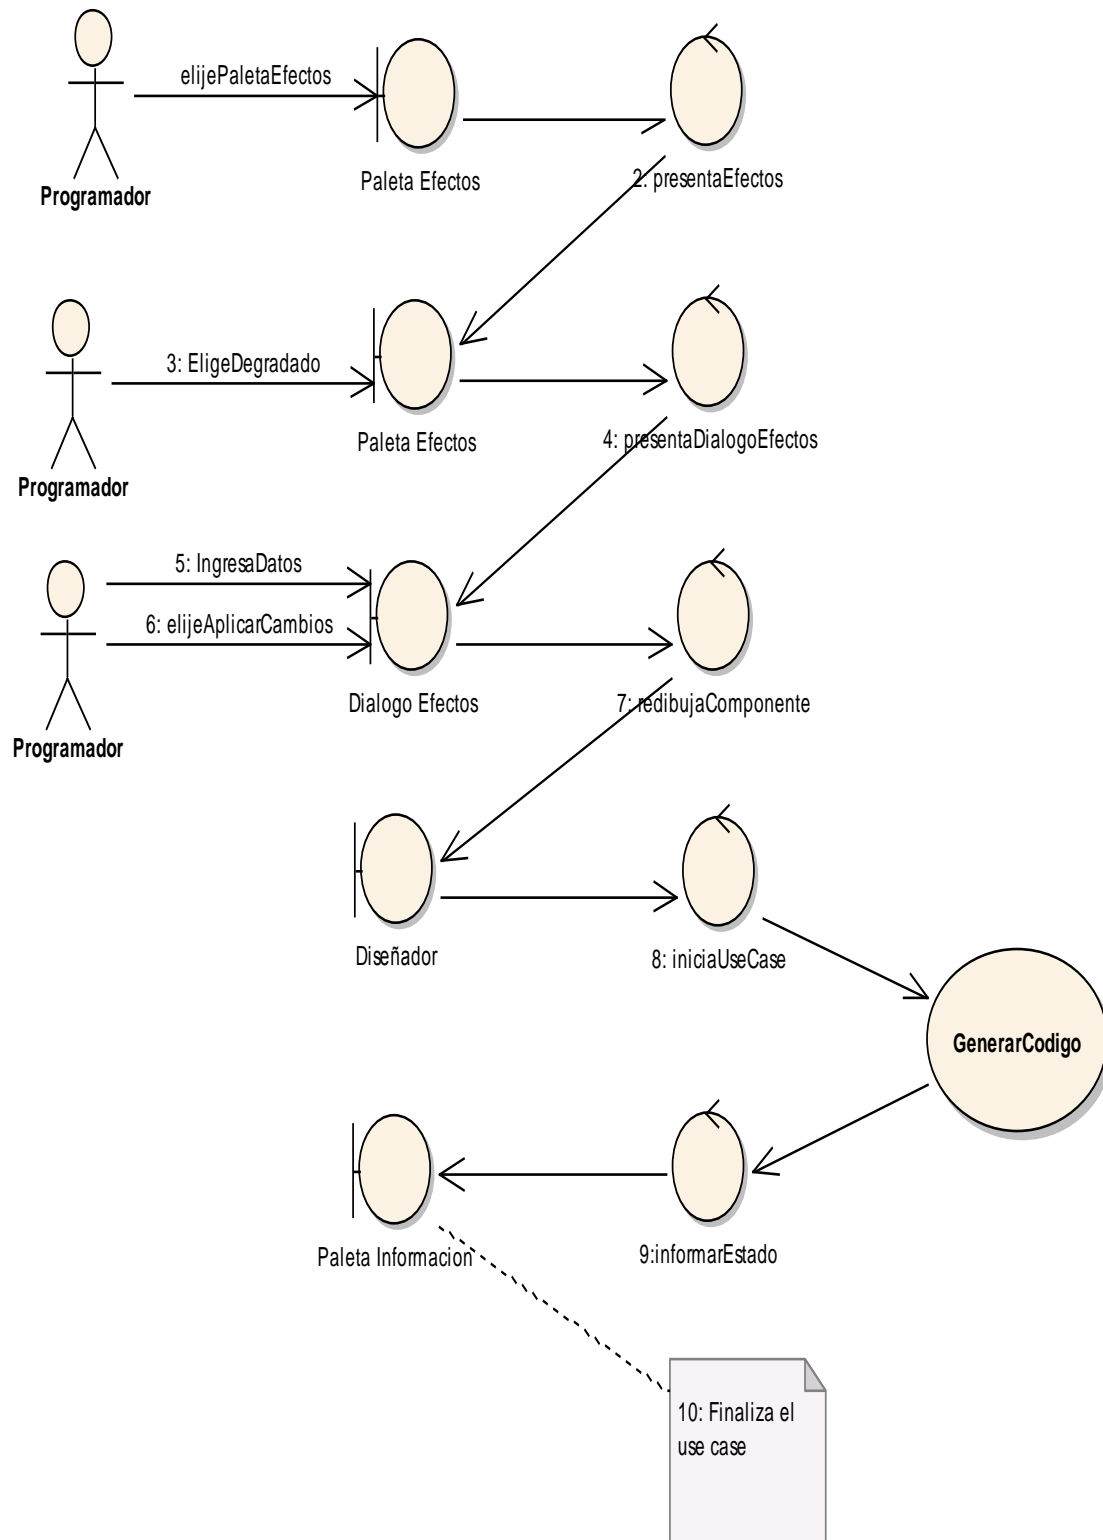 elijePaletaEfectos
Programador
Paleta Efectos
2: presentaEfectos
3: EligeDegradado
Programador
Paleta Efectos
4: presentaDialogoEfectos
5: IngresaDatos
6: elijeAplicarCambios
Programador
Dialogo Efectos
7: redibujaComponente
Diseñador
8: iniciaUseCase
GenerarCodigo
Paleta Informacion
9:informarEstado
10: Finaliza el
use case